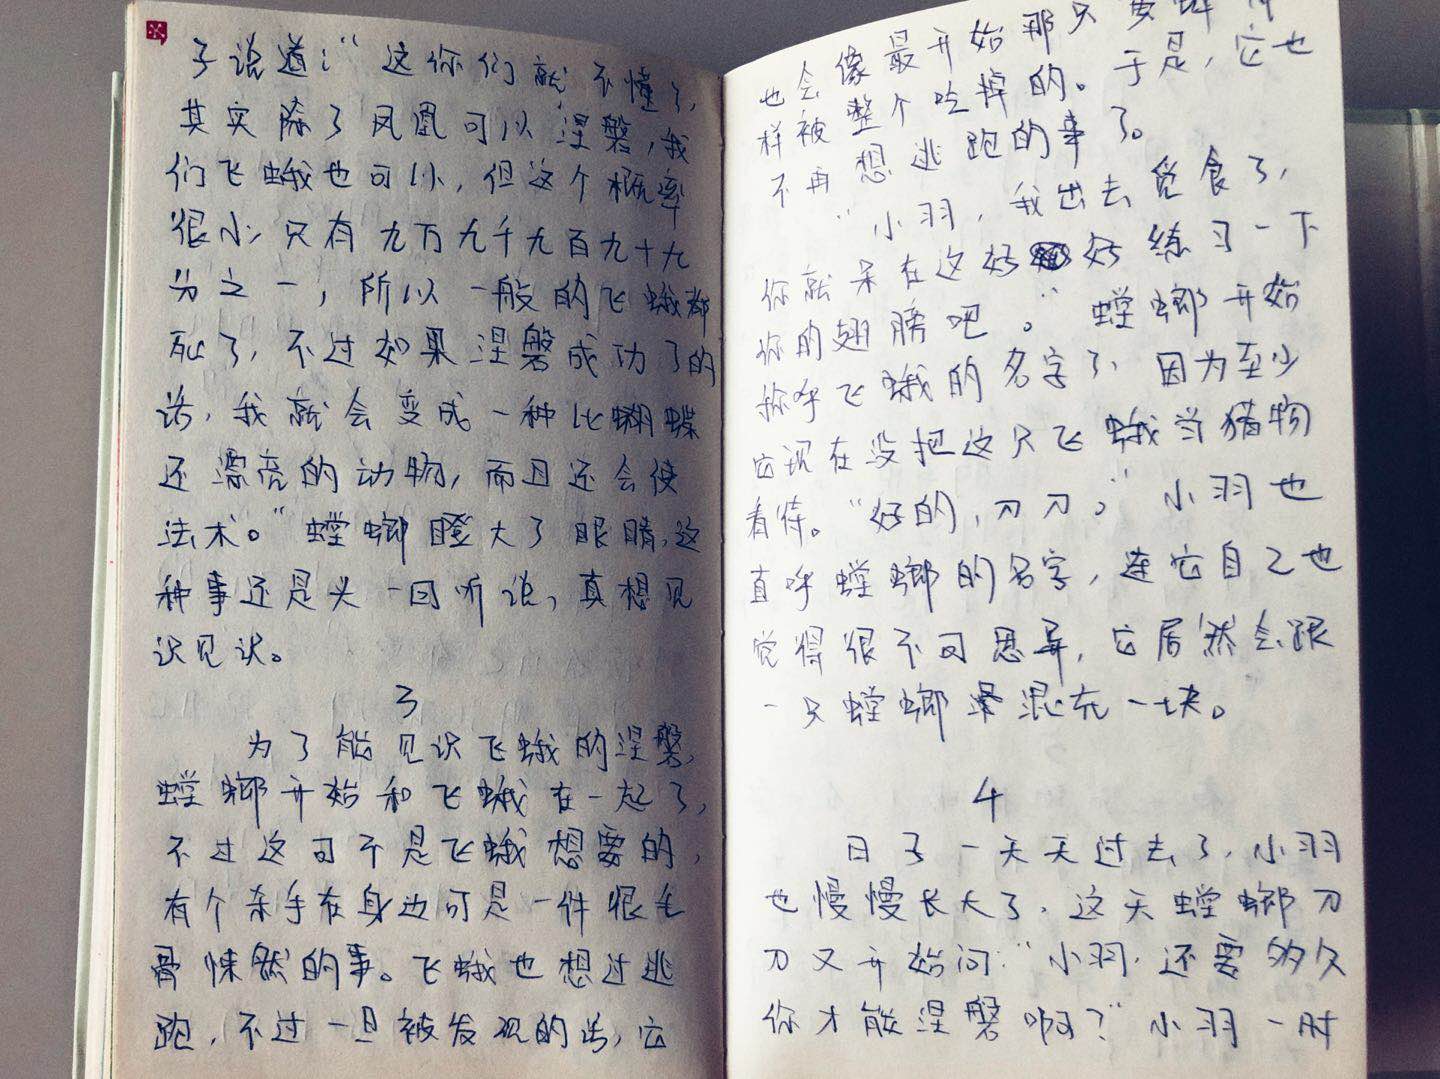 子说道：“这你们就不懂了，
其实除了凤凰可以涅磐，我
们飞蛾也可以，但这个概率
很小，只有九万九千九百九十九
分之一，所以一般的飞蛾都
死了，不过如果涅磐成功了的
话，我就会变成一种比蝴蝶
还漂亮的动物，而且还会使
法术。”螳螂瞪大了眼睛，这
种事还是头一回听说，真想见
识见识。
3
为了能见识飞蛾的涅磐，
螳螂开始和飞蛾在一起了，
不过这可不是飞蛾想要的，
有个杀手在身边可是一件很毛
骨悚然的事。飞蛾也想过逃
跑，不过一旦被发现的话，它
也会像最开始那只
样被整个吃掉的。于是，它也
不再想逃跑的事了。
“小羽，我出去觅食了，
你就呆在这好好练习一下
你的翅膀吧。”螳螂开始
称呼飞蛾的名字了，因为至少
它现在没把这只飞蛾当猎物
看待。“好的，刀刀。”小羽也
直呼螳螂的名字，连它自己也
觉得很不可思异，它居然会跟
一只螳螂混在一块。
4
日子一天天过去了，小羽
也慢慢长大了，这天螳螂刀
刀又开始问：“小羽，还要多久
你才能涅磐啊？”小羽一时